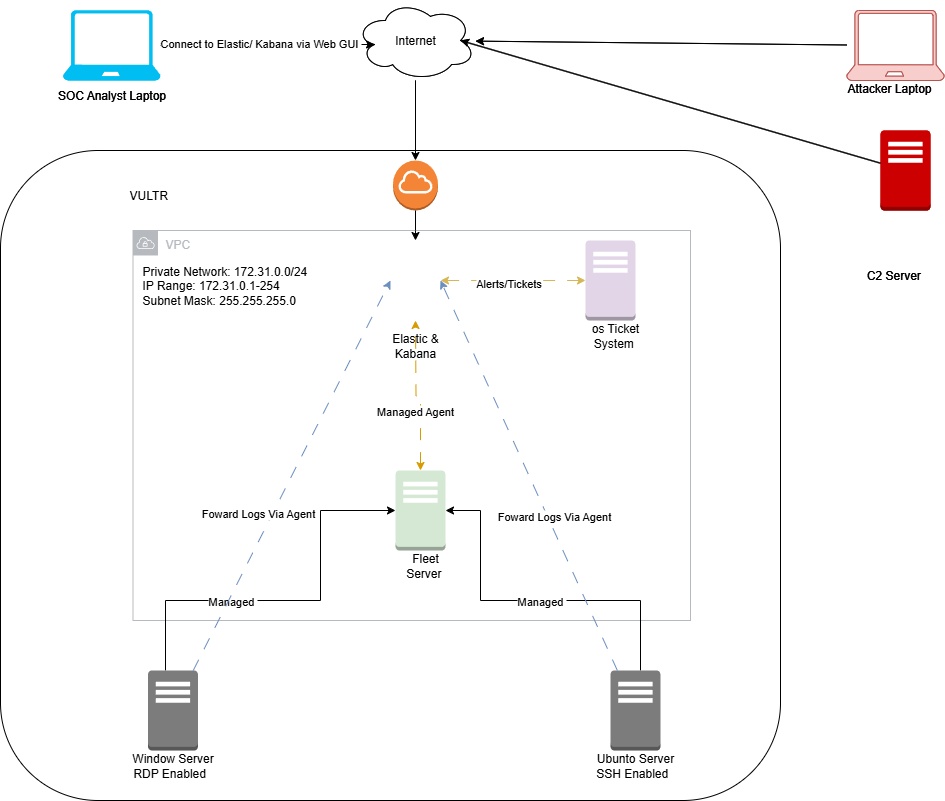 Connect to Elastic/ Kabana via Web GUI
Internet
SOC Analyst Laptop
Attacker Laptop
VULTR
VPC
Private Network: 172.31.0.0/24
IP Range: 172.31.0.1-254
Subnet Mask: 255.255.255.0
C2 Server
Alerts/Tickets
os Ticket
System
Elastic &
Kabana
Managed Agent
Foward Logs Via Agent
Foward Logs Via Agent
Fleet
Server
Managed
Managed
Window Server
RDP Enabled
Ubunto Server
SSH Enabled